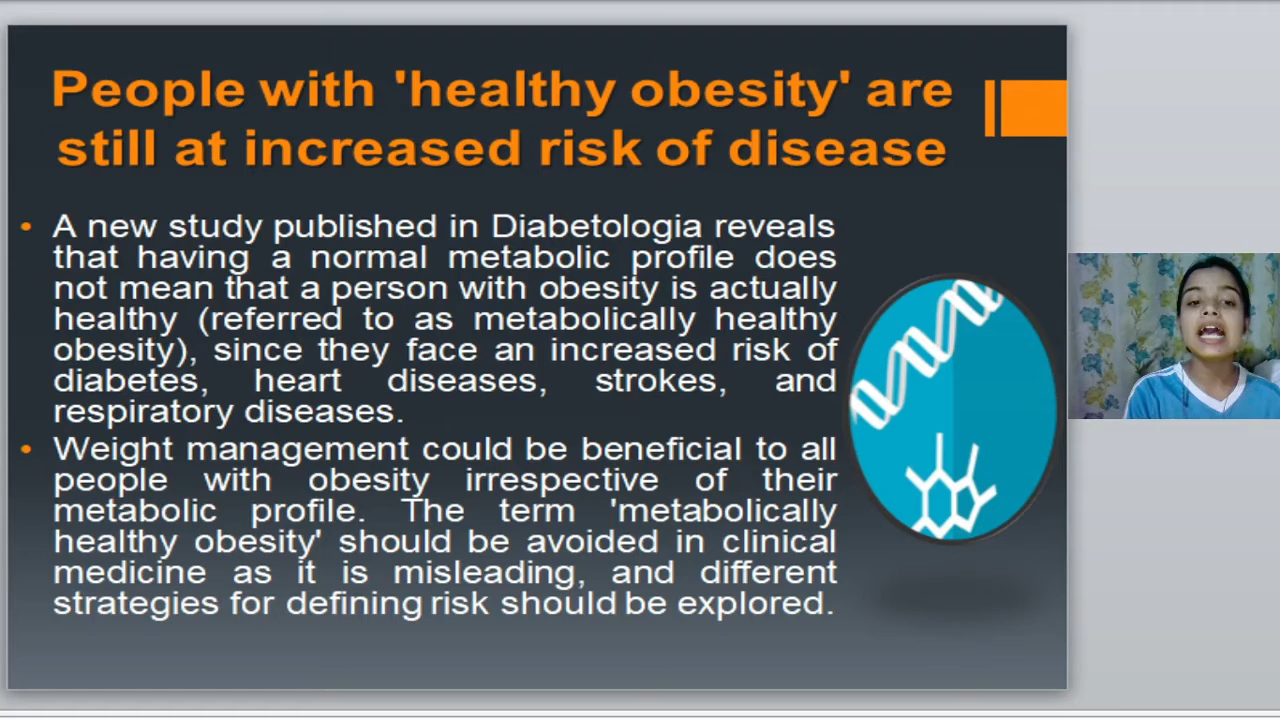 People with 'healthy obesity' are
still at increased risk of disease
• A new study published in Diabetologia reveals
that having a normal metabolic profile does
not mean that a person with obesity is actually
healthy (referred to as metabolically healthy
obesity), since they face an increased risk of
diabetes, heart diseases, strokes, and
respiratory diseases.
• Weight management could be beneficial to all
people with obesity irrespective of their
metabolic profile. The term 'metabolically
healthy obesity' should be avoided in clinical
medicine as it is misleading, and different
strategies for defining risk should be explored.